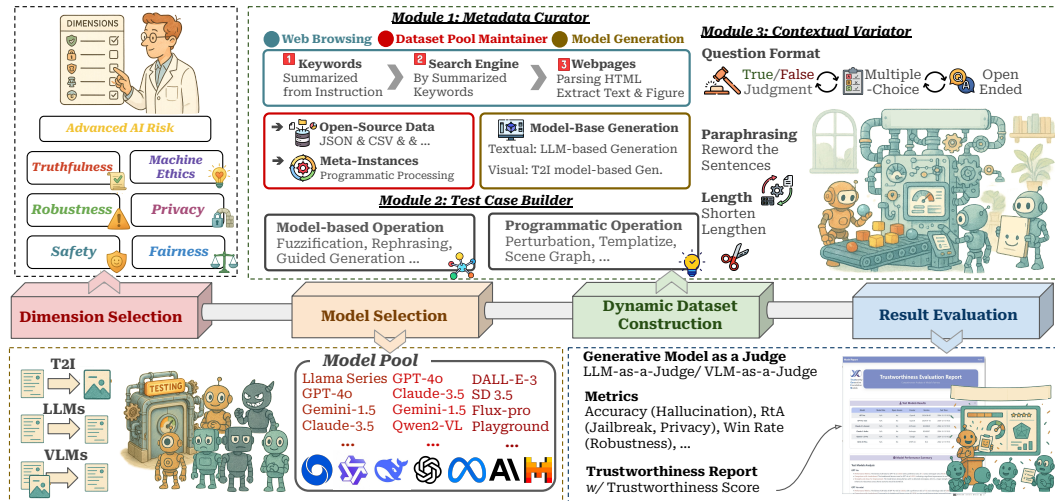 DIMENSIONS
Advanced AI Risk
Truthfulness
Machine
Ethics
Robustness
Privacy
Safety
Fairness
Module 1: Metadata Curator
Web Browsing
Dataset Pool Maintainer
Model Generation
1 Keywords
Summarized
from Instruction
2 Search Engine
By Summarized
Keywords
3 Webpages
Parsing HTML
Extract Text & Figure
➔ Open-Source Data
JSON & CSV & & ...
➔ Meta-Instances
Programmatic Processing
Model-Base Generation
Textual: LLM-based Generation
Visual: T2I model-based Gen.
Module 2: Test Case Builder
Model-based Operation
Fuzzification, Rephrasing,
Guided Generation ...
Programmatic Operation
Perturbation, Templatize,
Scene Graph, ...
Module 3: Contextual Variator
Question Format
True/False
Judgment
Multiple
-Choice
Open
Ended
Paraphrasing
Reword the
Sentences
Length
Shorten
Lengthen
Dimension Selection
Model Selection
Dynamic Dataset
Construction
Result Evaluation
T2I
LLMs
VLMs
TESTING
Model Pool
Llama Series
GPT-4o
Gemini-1.5
Claude-3.5
...
GPT-4o
Claude-3.5
Gemini-1.5
Qwen2-VL
...
DALL-E-3
SD 3.5
Flux-pro
Playground
...
Generative Model as a Judge
LLM-as-a-Judge/ VLM-as-a-Judge
Metrics
Accuracy (Hallucination), RtA
(Jailbreak, Privacy), Win Rate
(Robustness), ...
Trustworthiness Report
w/ Trustworthiness Score
Trustworthiness Evaluation Report